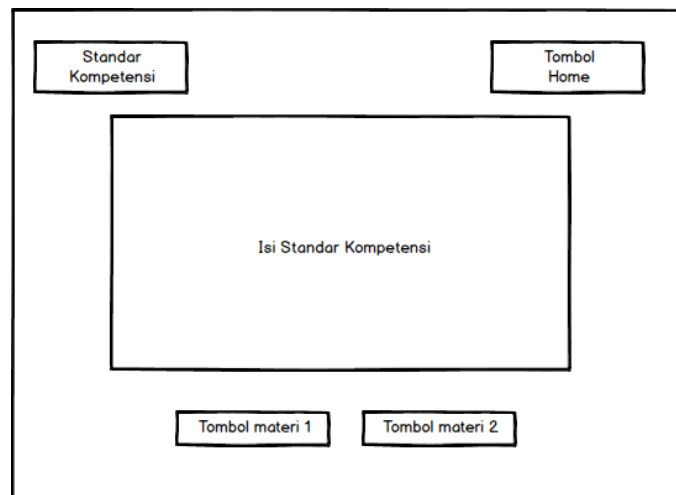 Standar
Kompetensi
Tombol
Home
Isi Standar Kompetensi
Tombol materi 1
Tombol materi 2